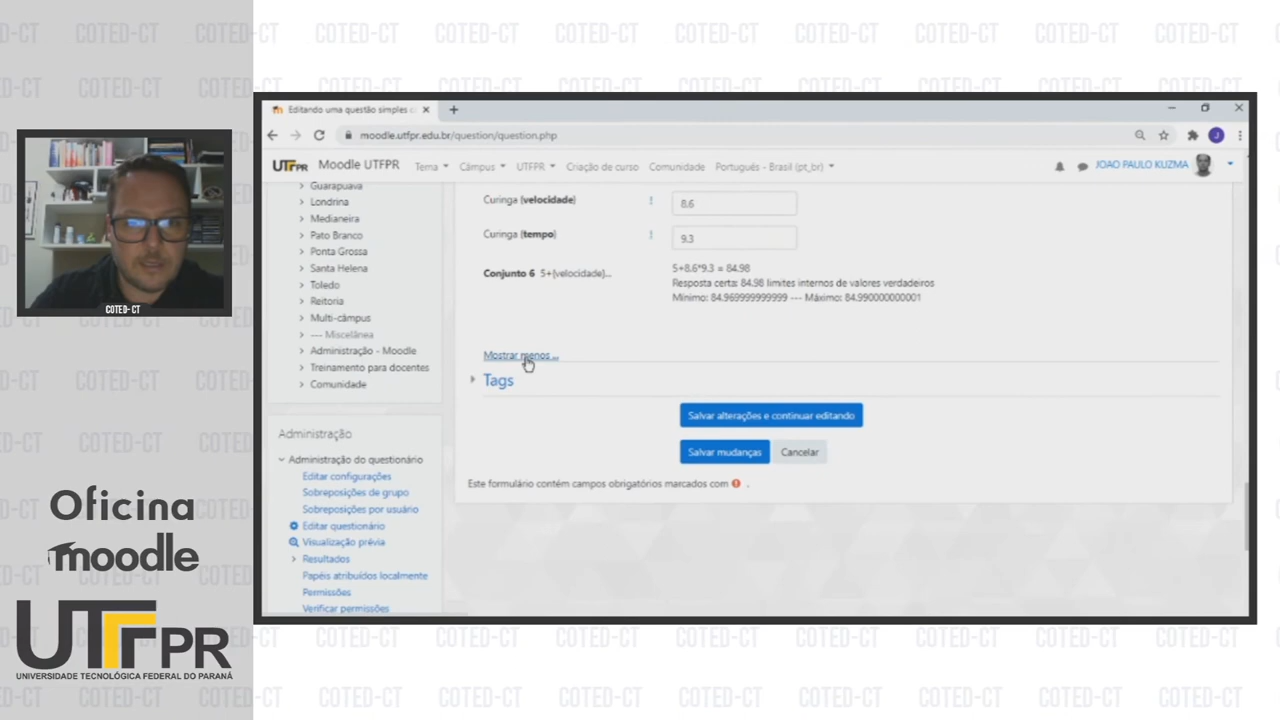 COTED-CT
Oficina
moodle
UTFPR
UNIVERSIDADE TECNOLÓGICA FEDERAL DO PARANÁ
Editando uma questão simples
moodle.utfpr.edu.br/question/question.php
UTFPR Moodle UTFPR Tema Câmpus UTFPR Criação de curso Comunidade Português - Brasil (pt_br) JOAO PAULO KUZMA
Guarapuava
Londrina
Medianeira
Pato Branco
Ponta Grossa
Santa Helena
Toledo
Reitoria
Multi-câmpus
--- Miscelânea
Administração - Moodle
Treinamento para docentes
Comunidade
Administração
Administração do questionário
Editar configurações
Sobreposições de grupo
Sobreposições por usuário
Editar questionário
Visualização prévia
Resultados
Papéis atribuídos localmente
Permissões
Verificar permissões
Curinga {velocidade} 8.6
Curinga {tempo} 9.3
Conjunto 6 5+{velocidade}...
5+8.6*9.3 = 84.98
Resposta certa: 84.98 limites internos de valores verdadeiros
Mínimo: 84.969999999999 --- Máximo: 84.990000000001
Mostrar menos ...
Tags
Salvar alterações e continuar editando
Salvar mudanças Cancelar
Este formulário contém campos obrigatórios marcados com .